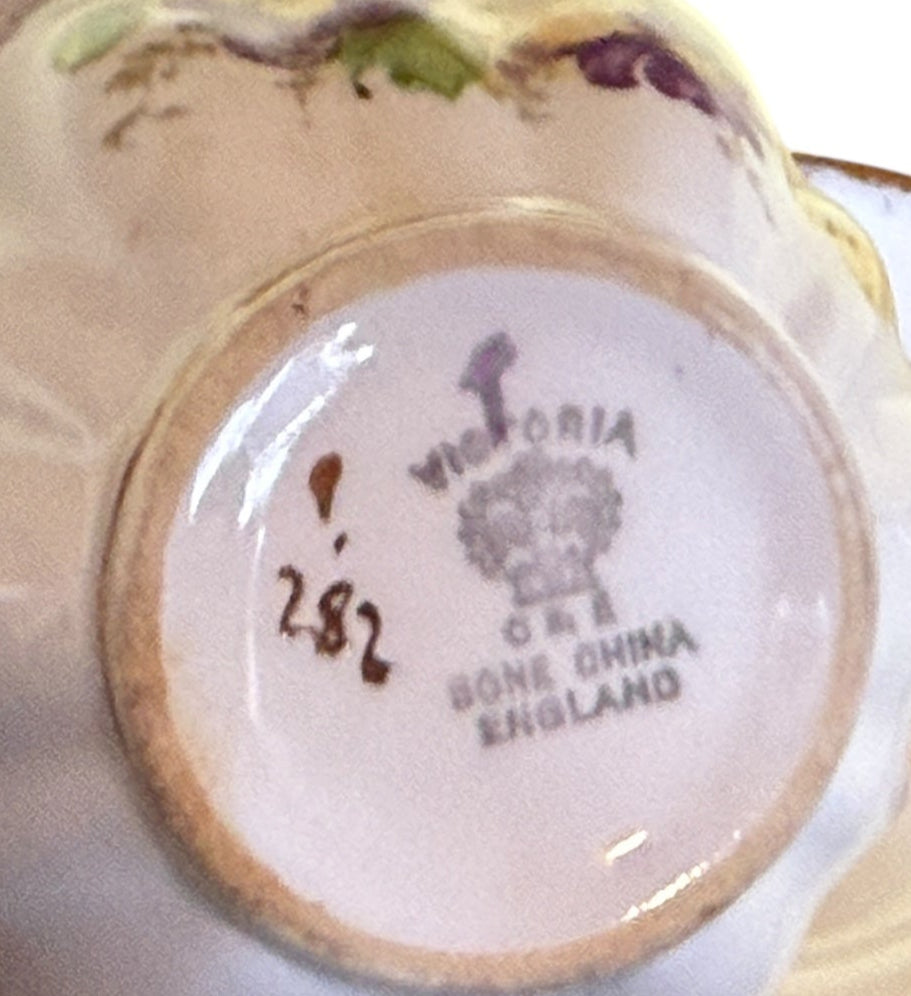 VICTORIA
C & E
BONE CHINA
ENGLAND
282